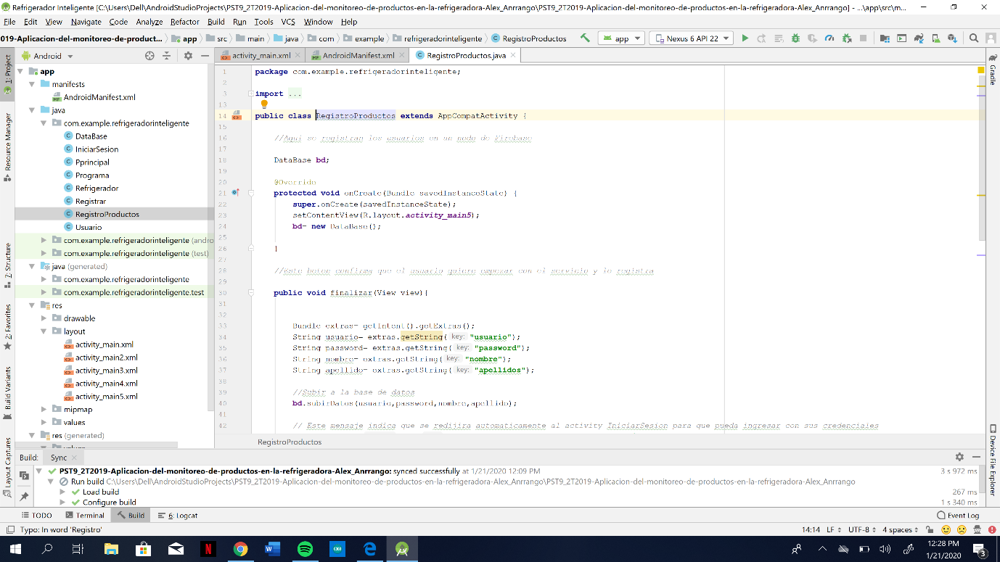 Refrigerador Inteligente [C:\Users\Dell\AndroidStudioProjects\PST9_2T2019-Aplicacion-del-monitoreo-de-productos-en-la-refrigeradora-Alex_Anrrango\PST9_2T2019-Aplicacion-del-monitoreo-de-productos-en-la-refrigeradora-Alex_Anrrango] - ...\app\src\m...
File Edit View Navigate Code Analyze Refactor Build Run Tools VCS Window Help
019-Aplicacion-del-monitoreo-de-product... app src main java com example refrigeradorinteligente RegistroProductos app Nexus 6 API 22
Android activity_main.xml AndroidManifest.xml RegistroProductos.java
1: Project
Resource Manager
Z: Structure
2: Favorites
Build Variants
Layout Captures
app
manifests
AndroidManifest.xml
java
com.example.refrigeradorinteligente
DataBase
IniciarSesion
Pprincipal
Programa
Refrigerador
Registrar
RegistroProductos
Usuario
com.example.refrigeradorinteligente (andro
com.example.refrigeradorinteligente (test)
java (generated)
com.example.refrigeradorinteligente
com.example.refrigeradorinteligente.test
res
drawable
layout
activity_main.xml
activity_main2.xml
activity_main3.xml
activity_main4.xml
activity_main5.xml
mipmap
values
res (generated)
1 package com.example.refrigeradorinteligente;
2
3 import ...
13
14 public class RegistroProductos extends AppCompatActivity {
15
16 //Aqui se registran los usuarios en un nodo de Firebase
17
18 DataBase bd;
19
20 @Override
21 protected void onCreate(Bundle savedInstanceState) {
22 super.onCreate(savedInstanceState);
23 setContentView(R.layout.activity_main5);
24 bd= new DataBase();
25
26 }
27
28 //Este boton confirma que el usuario quiere empezar con el servicio y lo registra
29
30 public void finalizar(View view){
31
32
33 Bundle extras= getIntent().getExtras();
34 String usuario= extras.getString( key: "usuario");
35 String password= extras.getString( key: "password");
36 String nombre= extras.getString( key: "nombre");
37 String apellido= extras.getString( key: "apellidos");
38
39 //Subir a la base de datos
40 bd.subirDatos(usuario,password,nombre,apellido);
41
42 // Este mensaje indica que se redijira automaticamente al activity IniciarSesion para que pueda ingresar con sus credenciales
RegistroProductos
Gradle
Device File Explorer
Build: Sync
PST9_2T2019-Aplicacion-del-monitoreo-de-productos-en-la-refrigeradora-Alex_Anrrango: synced successfully at 1/21/2020 12:09 PM 3 s 972 ms
Run build C:\Users\Dell\AndroidStudioProjects\PST9_2T2019-Aplicacion-del-monitoreo-de-productos-en-la-refrigeradora-Alex_Anrrango\PST9_2T2019-Aplicacion-del-monitoreo-de-productos-en-la-refrigeradora-Alex_Anrrango
Load build 267 ms
Configure build 1 s 340 ms
TODO Terminal Build 6: Logcat Event Log
Typo: In word 'Registro' 14:14 LF UTF-8 4 spaces
12:28 PM
1/21/2020
3